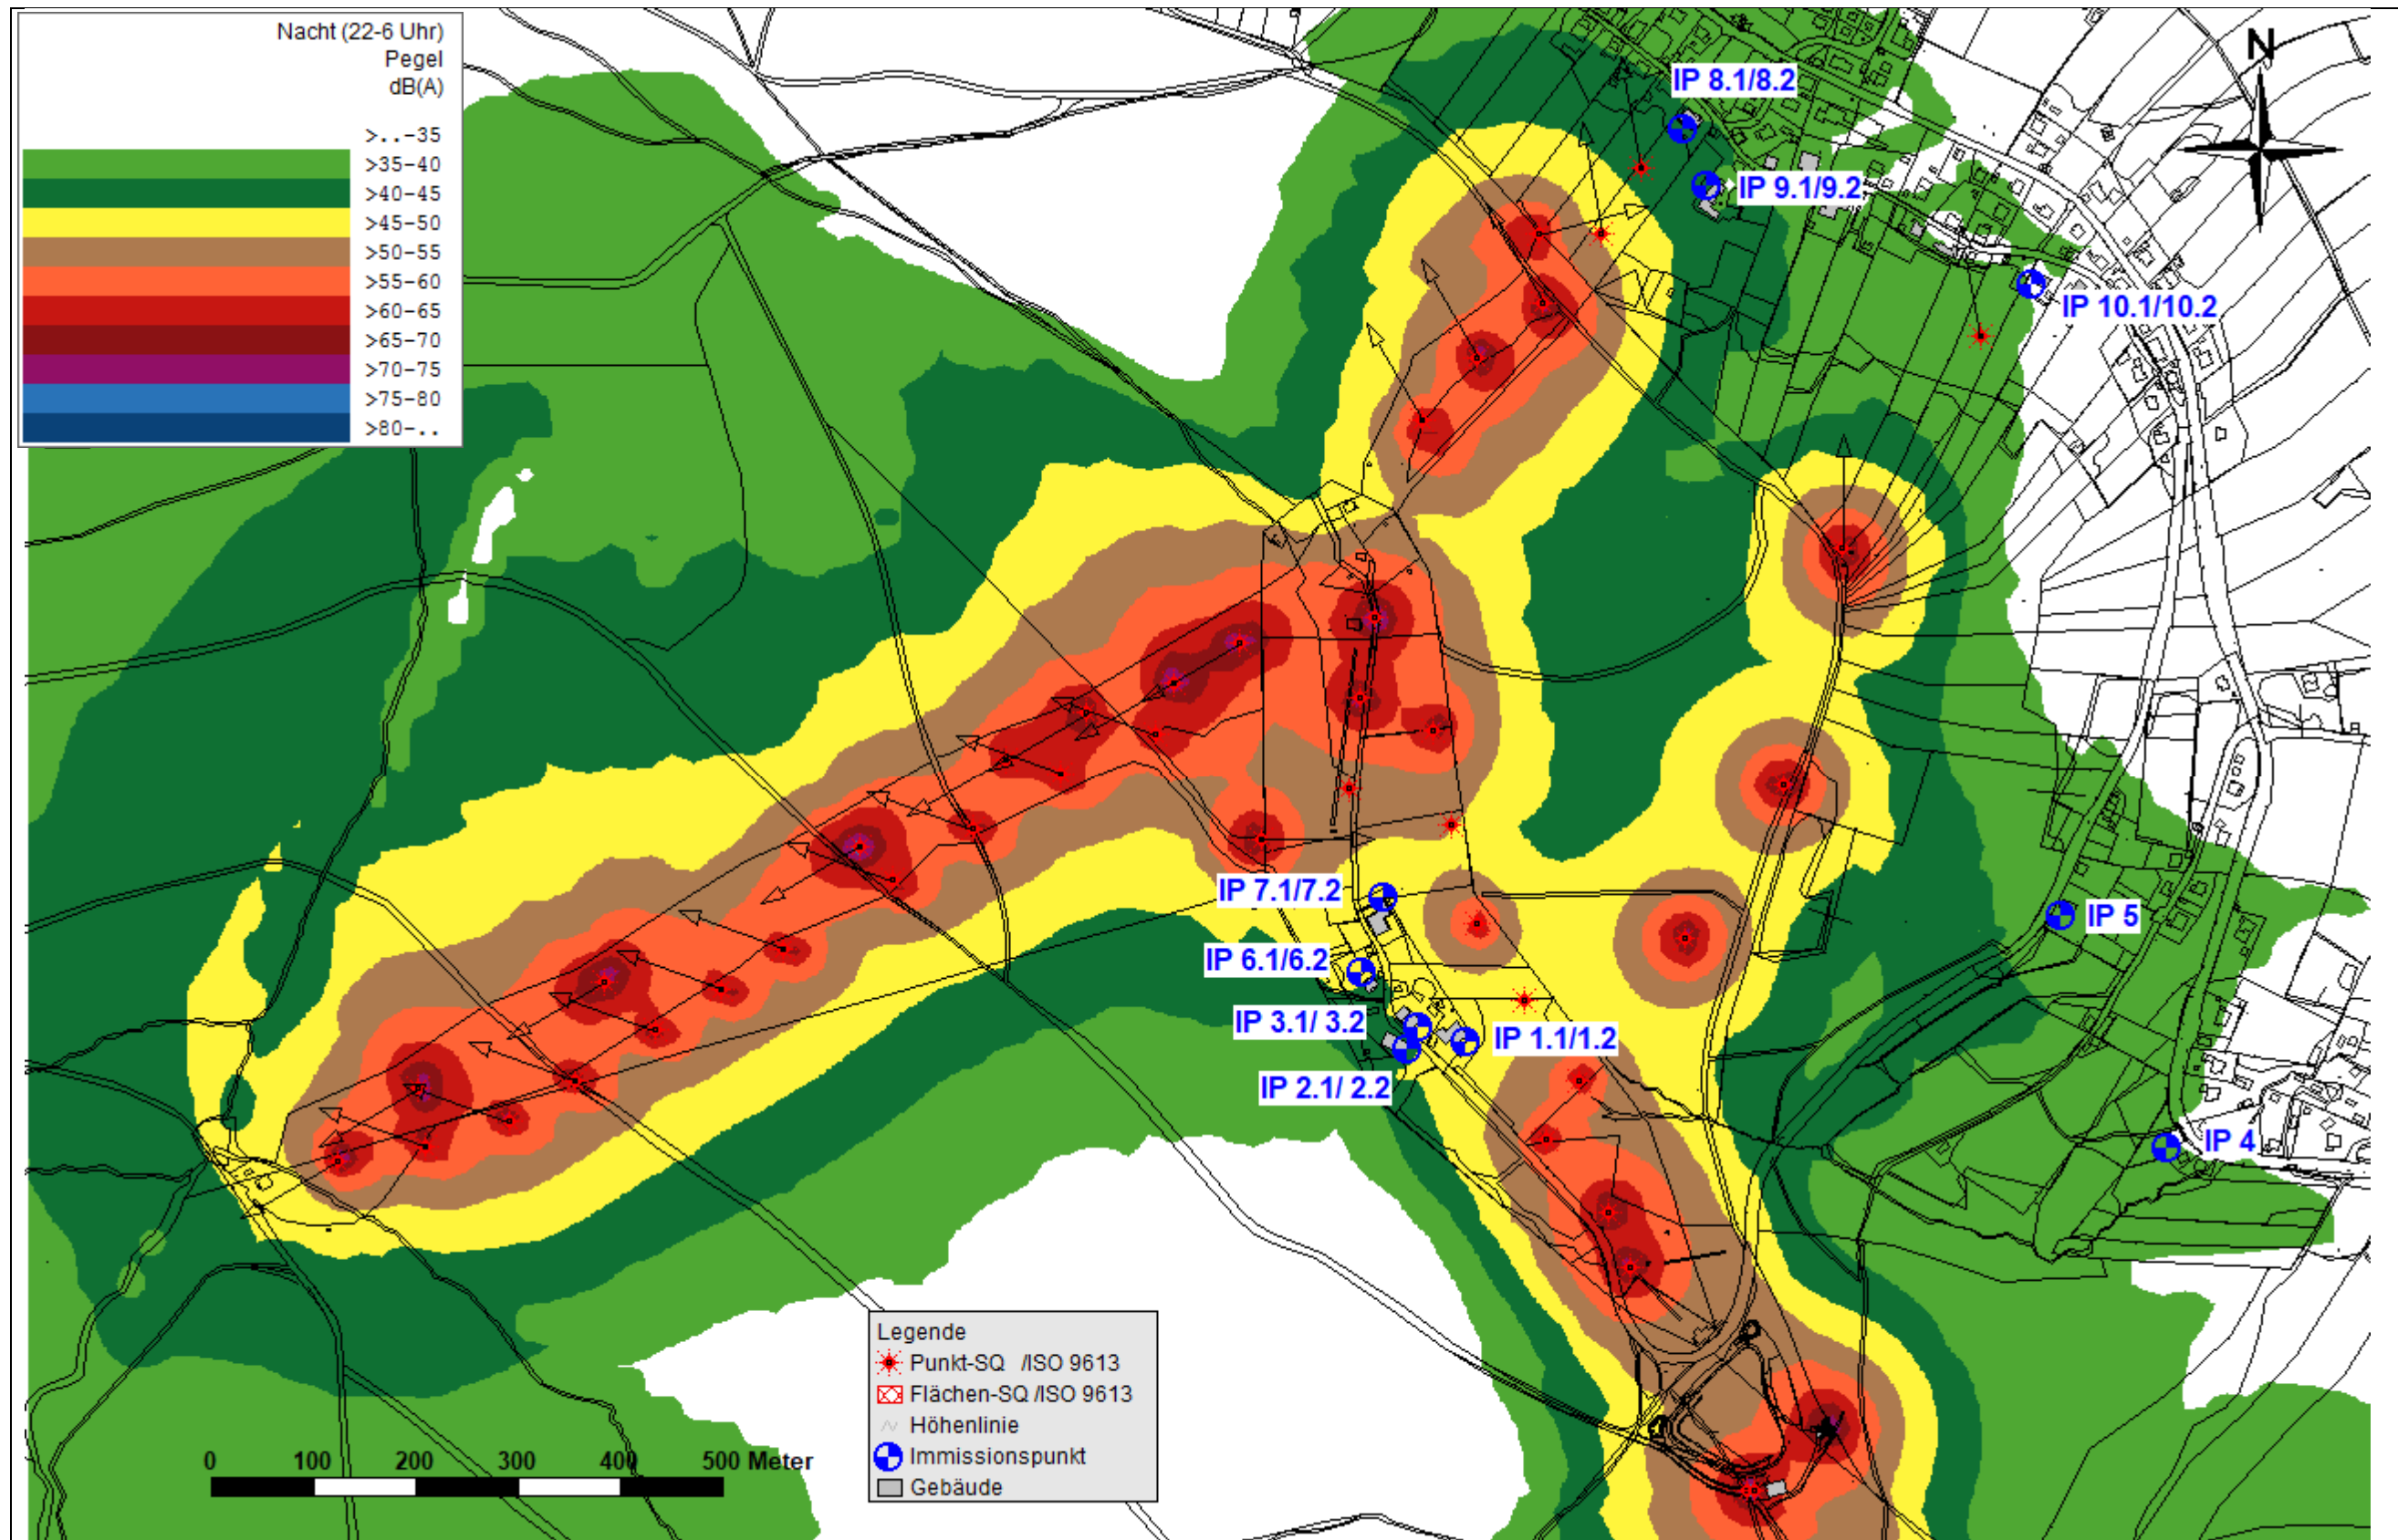 Nacht (22-6 Uhr)
Pegel
dB(A)
>..-35
>35-40
>40-45
>45-50
>50-55
>55-60
>60-65
>65-70
>70-75
>75-80
>80-..
N
IP 8.1/8.2
IP 9.1/9.2
IP 10.1/10.2
IP 7.1/7.2
IP 5
IP 6.1/6.2
IP 3.1/ 3.2
IP 1.1/1.2
IP 2.1/ 2.2
IP 4
Legende
Punkt-SQ /ISO 9613
Flächen-SQ /ISO 9613
Höhenlinie
Immissionspunkt
Gebäude
0 100 200 300 400 500 Meter